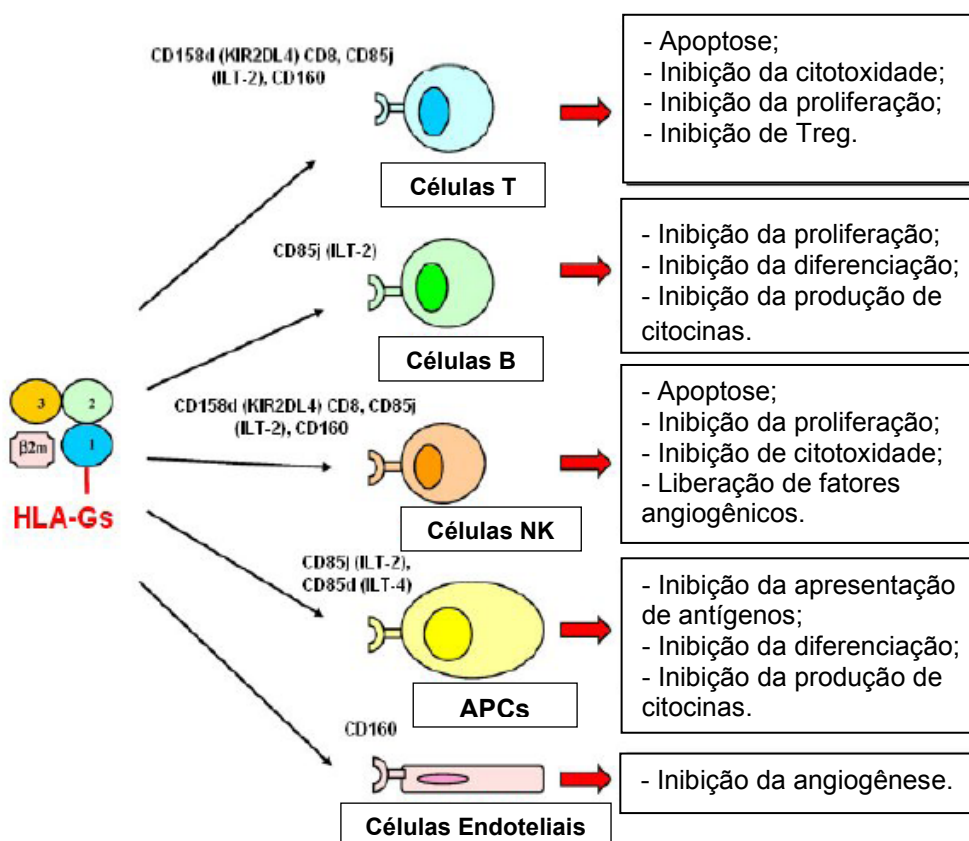 CD158d (KIR2DL4) CD8, CD85j
(ILT-2), CD160
Células T
- Apoptose;
- Inibição da citotoxidade;
- Inibição da proliferação;
- Inibição de Treg.
CD85j (ILT-2)
Células B
- Inibição da proliferação;
- Inibição da diferenciação;
- Inibição da produção de
citocinas.
3
2
β2m
1
HLA-Gs
CD158d (KIR2DL4) CD8, CD85j
(ILT-2), CD160
Células NK
- Apoptose;
- Inibição da proliferação;
- Inibição de citotoxidade;
- Liberação de fatores
angiogênicos.
CD85j (ILT-2),
CD85d (ILT-4)
APCs
- Inibição da apresentação
de antígenos;
- Inibição da diferenciação;
- Inibição da produção de
citocinas.
CD160
Células Endoteliais
- Inibição da angiogênese.